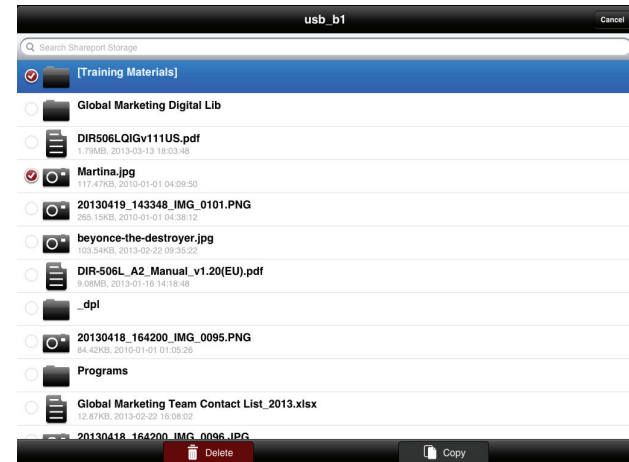 usb_b1
Cancel
Search Shareport Storage
[Training Materials]
Global Marketing Digital Lib
DIR506LQIGv111US.pdf
1.79MB, 2013-03-13 18:03:48
Martina.jpg
117.47KB, 2010-01-01 04:09:50
20130419_143348_IMG_0101.PNG
265.15KB, 2010-01-01 04:38:12
beyonce-the-destroyer.jpg
103.54KB, 2013-02-22 09:35:22
DIR-506L_A2_Manual_v1.20(EU).pdf
9.08MB, 2013-01-16 14:18:48
_dpl
20130418_164200_IMG_0095.PNG
84.42KB, 2010-01-01 01:05:26
Programs
Global Marketing Team Contact List_2013.xlsx
12.87KB, 2013-02-22 16:08:02
20130418_164200_IMG_0096.JPG
Delete
Copy